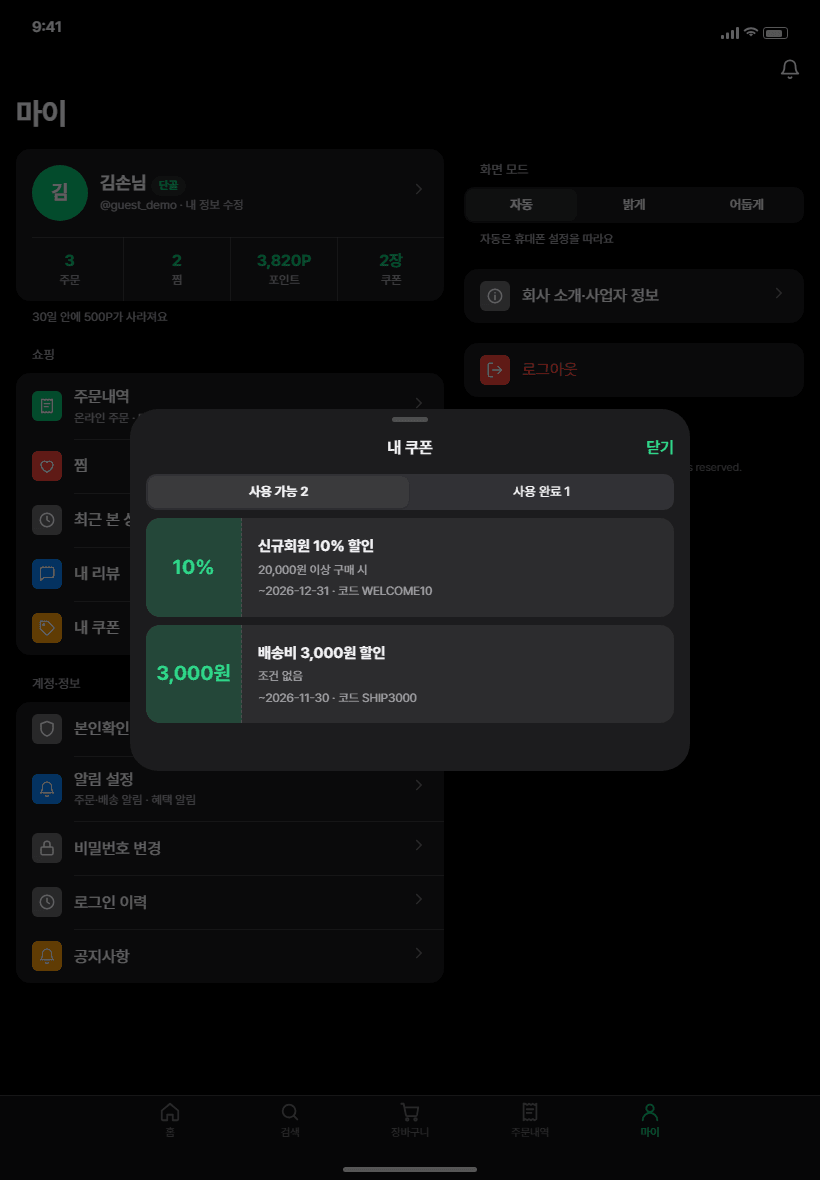 9:41
마이
김
김손님 단골
@guest_demo · 내 정보 수정
3
주문
2
찜
3,820P
포인트
2장
쿠폰
30일 안에 500P가 사라져요
쇼핑
주문내역
온라인 주문 ·
찜
최근 본
내 리뷰
내 쿠폰
계정·정보
본인확인
알림 설정
주문·배송 알림 · 혜택 알림
비밀번호 변경
로그인 이력
공지사항
화면 모드
자동
밝게
어둡게
자동은 휴대폰 설정을 따라요
회사 소개·사업자 정보
로그아웃
s reserved.
내 쿠폰
닫기
사용 가능 2
사용 완료 1
10%
신규회원 10% 할인
20,000원 이상 구매 시
~2026-12-31 · 코드 WELCOME10
3,000원
배송비 3,000원 할인
조건 없음
~2026-11-30 · 코드 SHIP3000
홈
검색
장바구니
주문내역
마이